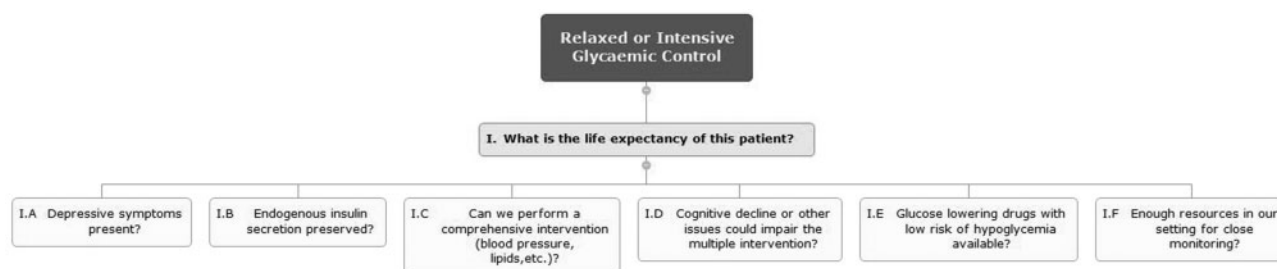 Relaxed or Intensive
Glycaemic Control
I. What is the life expectancy of this patient?
I.A Depressive symptoms
present?
I.B Endogenous insulin
secretion preserved?
I.C Can we perform a
comprehensive intervention
(blood pressure,
lipids,etc.)?
I.D Cognitive decline or other
issues could impair the
multiple intervention?
I.E Glucose lowering drugs with
low risk of hypoglycemia
available?
I.F Enough resources in our
setting for close
monitoring?